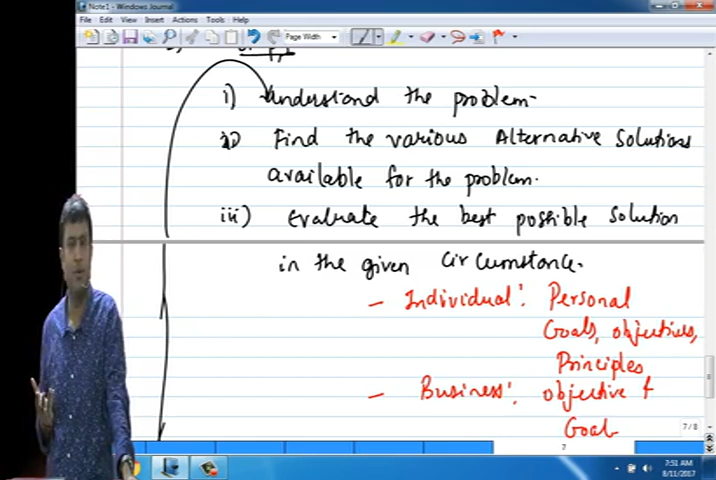 Note1 - Windows Journal
File Edit View Insert Actions Tools Help
Page Width
i) Understand the problem.
ii) Find the various Alternative Solutions
available for the problem.
iii) Evaluate the best possible Solution
in the given Circumstance.
- Individual: Personal
Goals, objectives,
Principles
- Business: objective &
Goal
7/8
7
7:51 AM
8/11/2017